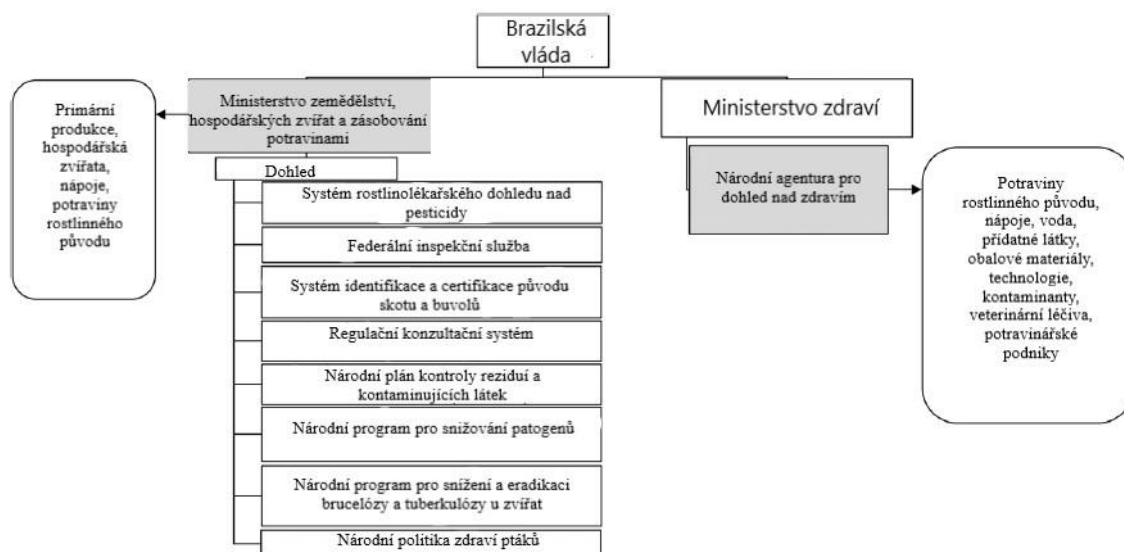 Brazilská
vláda
Primární
produkce,
hospodářská
zvířata,
nápoje,
potraviny
rostlinného
původu
Ministerstvo zemědělství,
hospodářských zvířat a zásobování
potravinami
Ministerstvo zdraví
Dohled
Systém rostlinolékařského dohledu nad
pesticidy
Federální inspekční služba
Systém identifikace a certifikace původu
skotu a buvolů
Regulační konzultační systém
Národní plán kontroly reziduí a
kontaminujících látek
Národní program pro snižování patogenů
Národní program pro snížení a eradikaci
brucelózy a tuberkulózy u zvířat
Národní politika zdraví ptáků
Národní agentura pro
dohled nad zdravím
Potraviny
rostlinného původu,
nápoje, voda,
přídatné látky,
obalové materiály,
technologie,
kontaminanty,
veterinární léčiva,
potravinářské
podniky